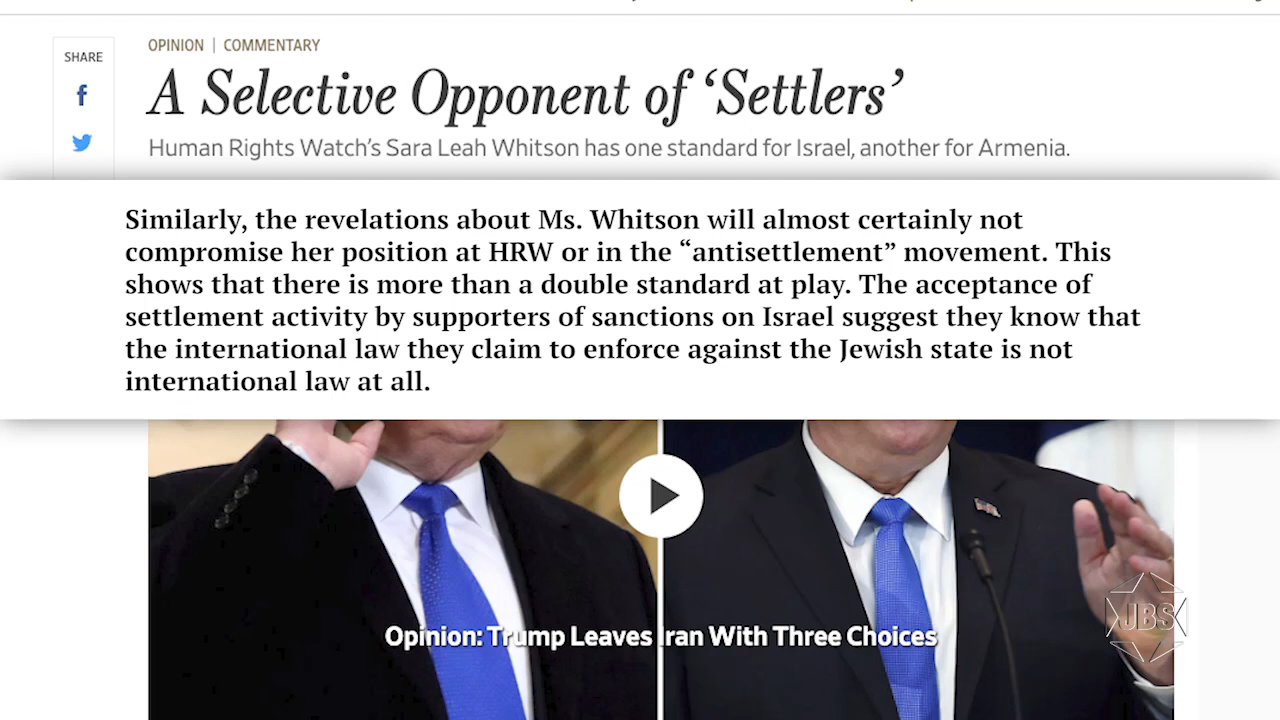 OPINION | COMMENTARY
SHARE
A Selective Opponent of ‘Settlers’
Human Rights Watch’s Sara Leah Whitson has one standard for Israel, another for Armenia.
Similarly, the revelations about Ms. Whitson will almost certainly not
compromise her position at HRW or in the “antisettlement” movement. This
shows that there is more than a double standard at play. The acceptance of
settlement activity by supporters of sanctions on Israel suggest they know that
the international law they claim to enforce against the Jewish state is not
international law at all.
Opinion: Trump Leaves Iran With Three Choices
JBS